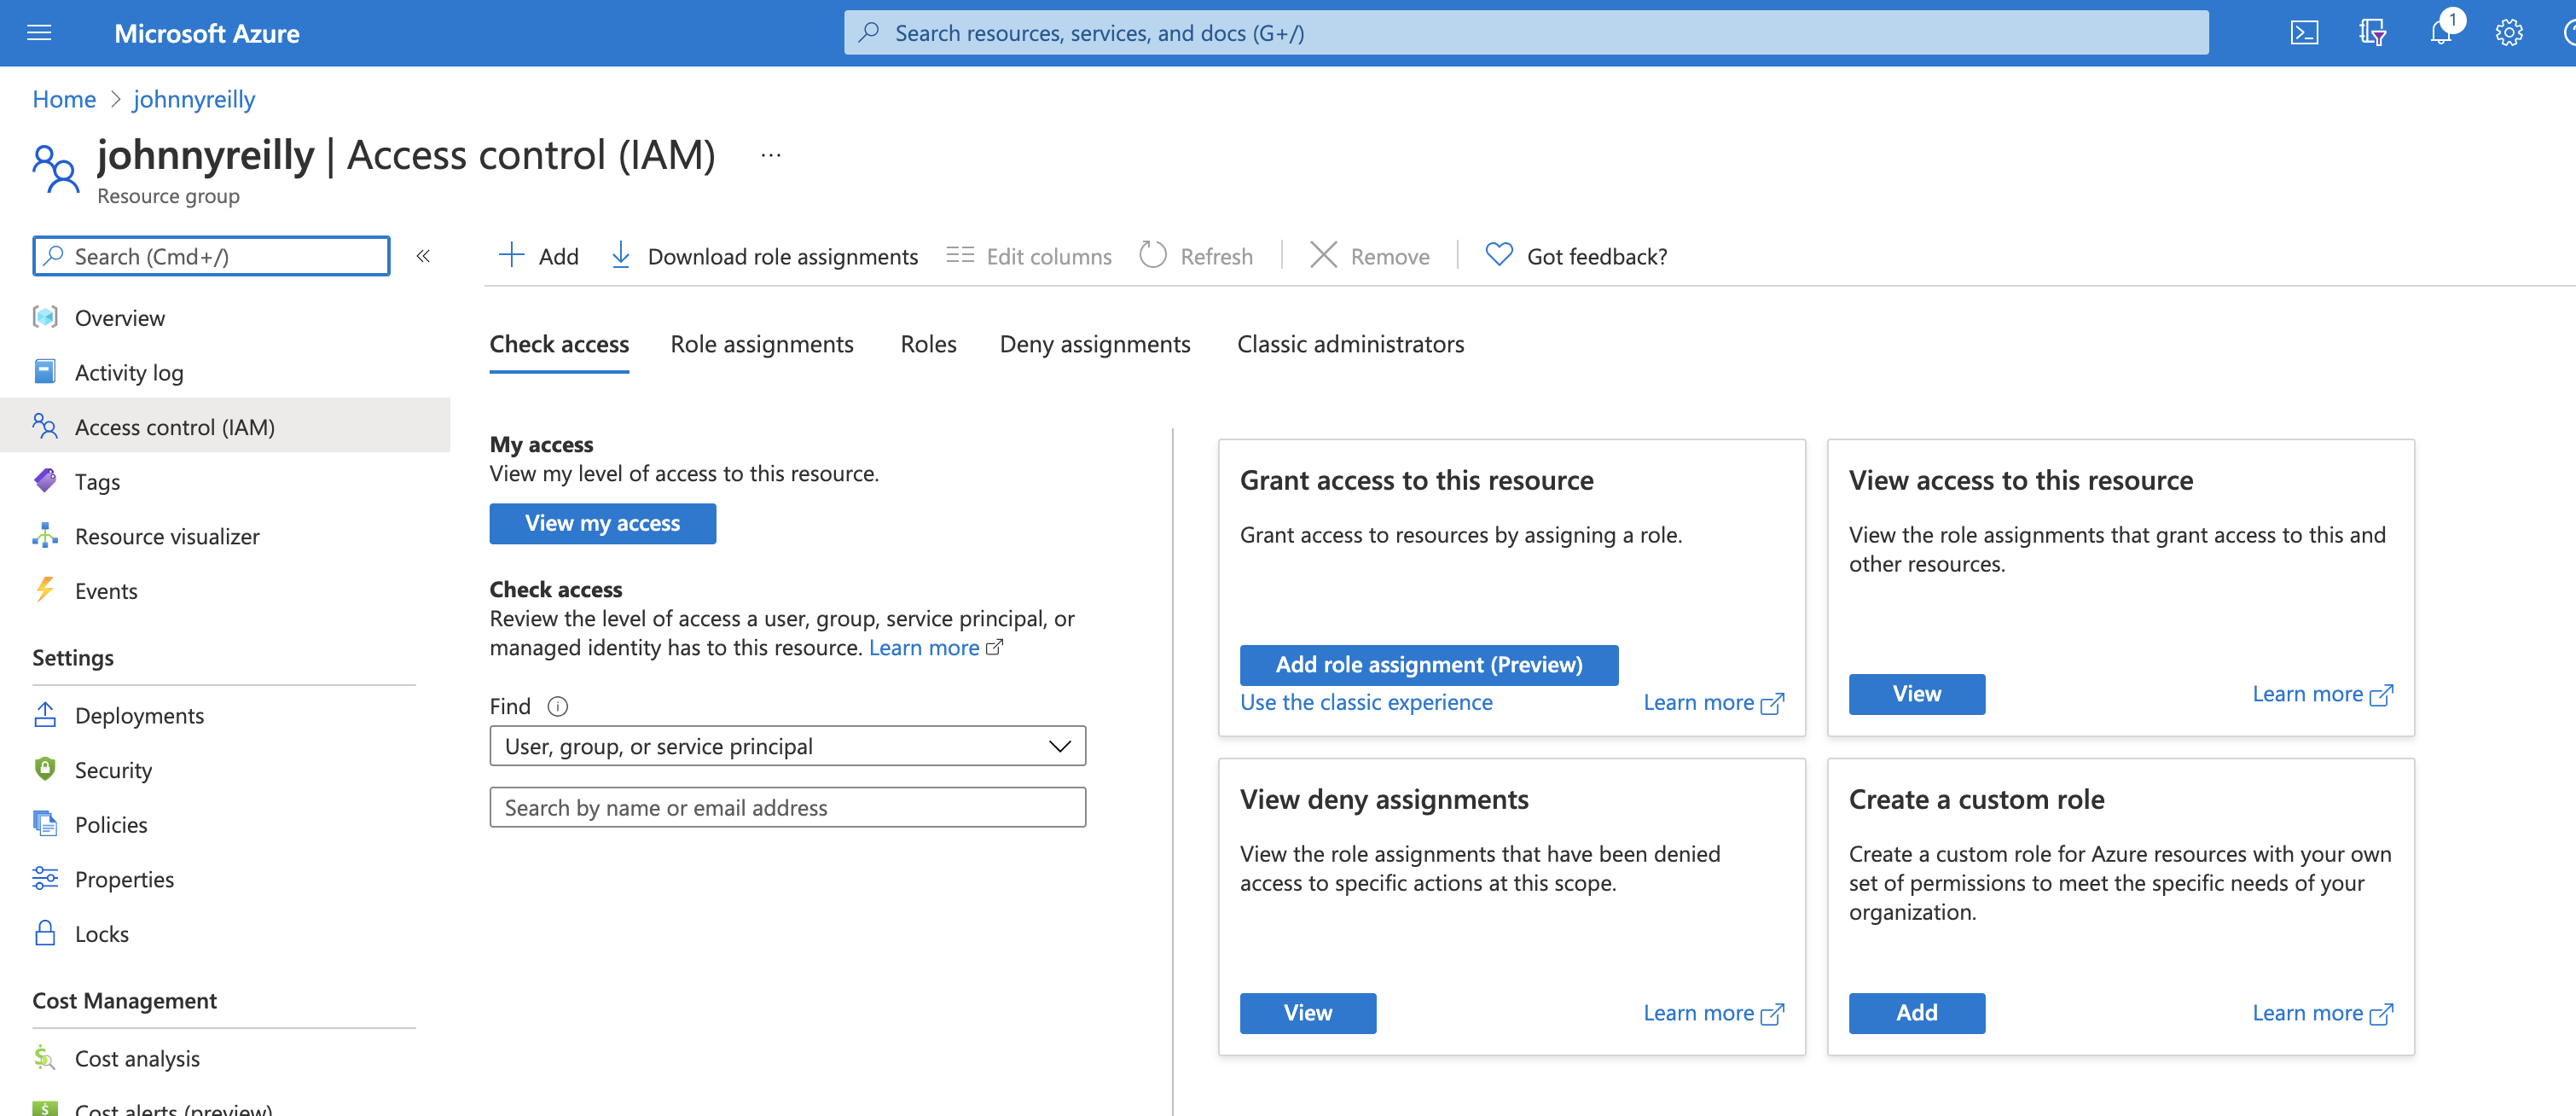 Microsoft Azure
Search resources, services, and docs (G+/)
1
Home > johnnyreilly
johnnyreilly | Access control (IAM) ...
Resource group
Search (Cmd+/)
«
Add
Download role assignments
Edit columns
Refresh
Remove
Got feedback?
Overview
Activity log
Access control (IAM)
Tags
Resource visualizer
Events
Settings
Deployments
Security
Policies
Properties
Locks
Cost Management
Cost analysis
Cost alerts (preview)
Check access
Role assignments
Roles
Deny assignments
Classic administrators
My access
View my level of access to this resource.
View my access
Check access
Review the level of access a user, group, service principal, or
managed identity has to this resource. Learn more
Find
User, group, or service principal
Search by name or email address
Grant access to this resource
Grant access to resources by assigning a role.
Add role assignment (Preview)
Use the classic experience
Learn more
View access to this resource
View the role assignments that grant access to this and
other resources.
View
Learn more
View deny assignments
View the role assignments that have been denied
access to specific actions at this scope.
View
Learn more
Create a custom role
Create a custom role for Azure resources with your own
set of permissions to meet the specific needs of your
organization.
Add
Learn more